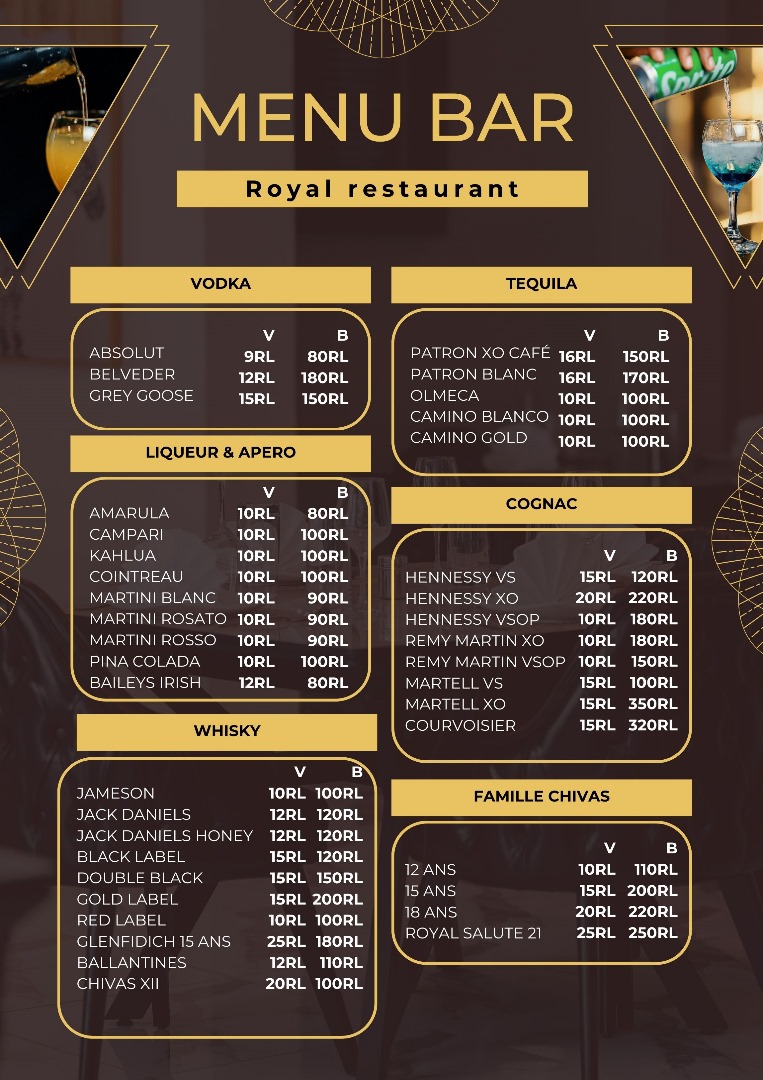 MENU BAR
Royal restaurant
VODKA
V B
ABSOLUT 9RL 80RL
BELVEDER 12RL 180RL
GREY GOOSE 15RL 150RL
LIQUEUR & APERO
V B
AMARULA 10RL 80RL
CAMPARI 10RL 100RL
KAHLUA 10RL 100RL
COINTREAU 10RL 100RL
MARTINI BLANC 10RL 90RL
MARTINI ROSATO 10RL 90RL
MARTINI ROSSO 10RL 90RL
PINA COLADA 10RL 100RL
BAILEYS IRISH 12RL 80RL
WHISKY
V B
JAMESON 10RL 100RL
JACK DANIELS 12RL 120RL
JACK DANIELS HONEY 12RL 120RL
BLACK LABEL 15RL 120RL
DOUBLE BLACK 15RL 150RL
GOLD LABEL 15RL 200RL
RED LABEL 10RL 100RL
GLENFIDICH 15 ANS 25RL 180RL
BALLANTINES 12RL 110RL
CHIVAS XII 20RL 100RL
TEQUILA
V B
PATRON XO CAFÉ 16RL 150RL
PATRON BLANC 16RL 170RL
OLMECA 10RL 100RL
CAMINO BLANCO 10RL 100RL
CAMINO GOLD 10RL 100RL
COGNAC
V B
HENNESSY VS 15RL 120RL
HENNESSY XO 20RL 220RL
HENNESSY VSOP 10RL 180RL
REMY MARTIN XO 10RL 180RL
REMY MARTIN VSOP 10RL 150RL
MARTELL VS 15RL 100RL
MARTELL XO 15RL 350RL
COURVOISIER 15RL 320RL
FAMILLE CHIVAS
V B
12 ANS 10RL 110RL
15 ANS 15RL 200RL
18 ANS 20RL 220RL
ROYAL SALUTE 21 25RL 250RL
Sprite